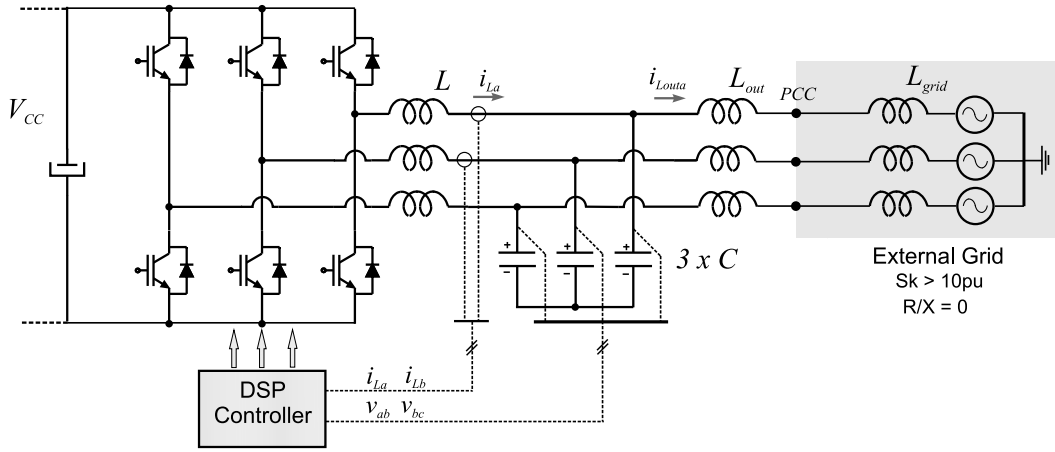 V_CC
L
i_La
i_Louta
L_out
PCC
L_grid
+ + +
− − −
3 x C
External Grid
Sk > 10pu
R/X = 0
DSP
Controller
i_La i_Lb
v_ab v_bc